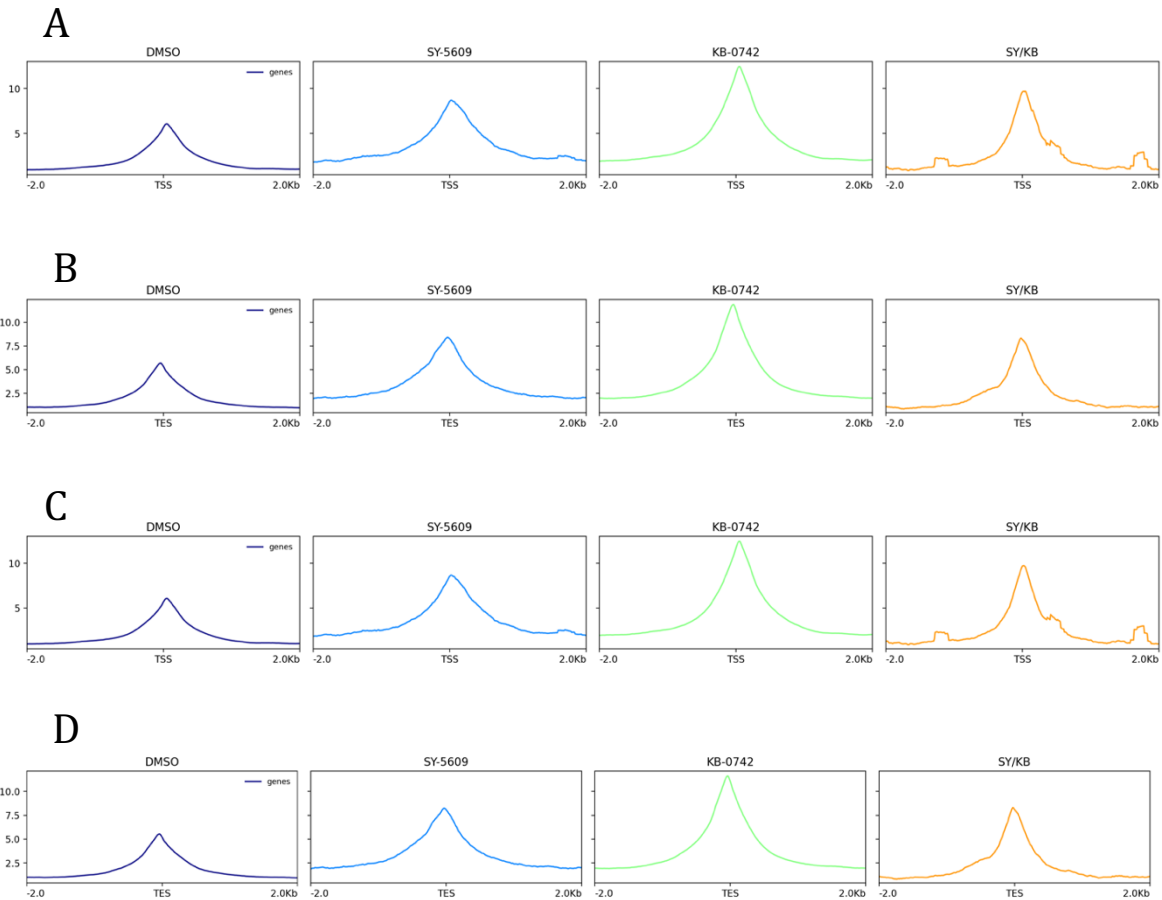 A
DMSO SY-5609 KB-0742 SY/KB
genes
10
5
-2.0 TSS 2.0Kb -2.0 TSS 2.0Kb -2.0 TSS 2.0Kb -2.0 TSS 2.0Kb
B
DMSO SY-5609 KB-0742 SY/KB
genes
10.0
7.5
5.0
2.5
-2.0 TES 2.0Kb -2.0 TES 2.0Kb -2.0 TES 2.0Kb -2.0 TES 2.0Kb
C
DMSO SY-5609 KB-0742 SY/KB
genes
10
5
-2.0 TSS 2.0Kb -2.0 TSS 2.0Kb -2.0 TSS 2.0Kb -2.0 TSS 2.0Kb
D
DMSO SY-5609 KB-0742 SY/KB
genes
10.0
7.5
5.0
2.5
-2.0 TES 2.0Kb -2.0 TES 2.0Kb -2.0 TES 2.0Kb -2.0 TES 2.0Kb